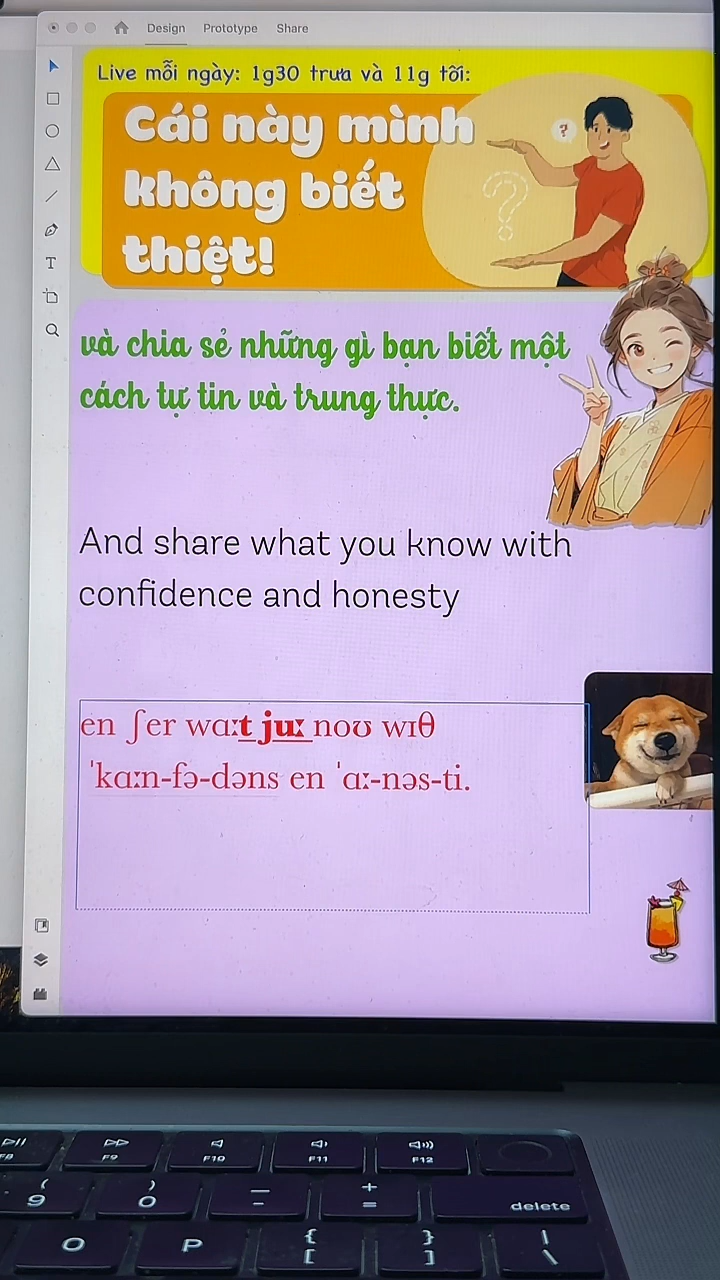 Design Prototype Share
Live mỗi ngày: 1g30 trưa và 11g tối:
Cái này mình
không biết
thiệt!
?
?
và chia sẻ những gì bạn biết một
cách tự tin và trung thực.
And share what you know with
confidence and honesty
en ʃer wɑːt juː noʊ wɪθ
ˈkɑːn-fə-dəns en ˈɑː-nəs-ti.
T
F8 F9 F10 F11 F12
( ) — +
9 0 - = delete
{ } |
O P [ ] \